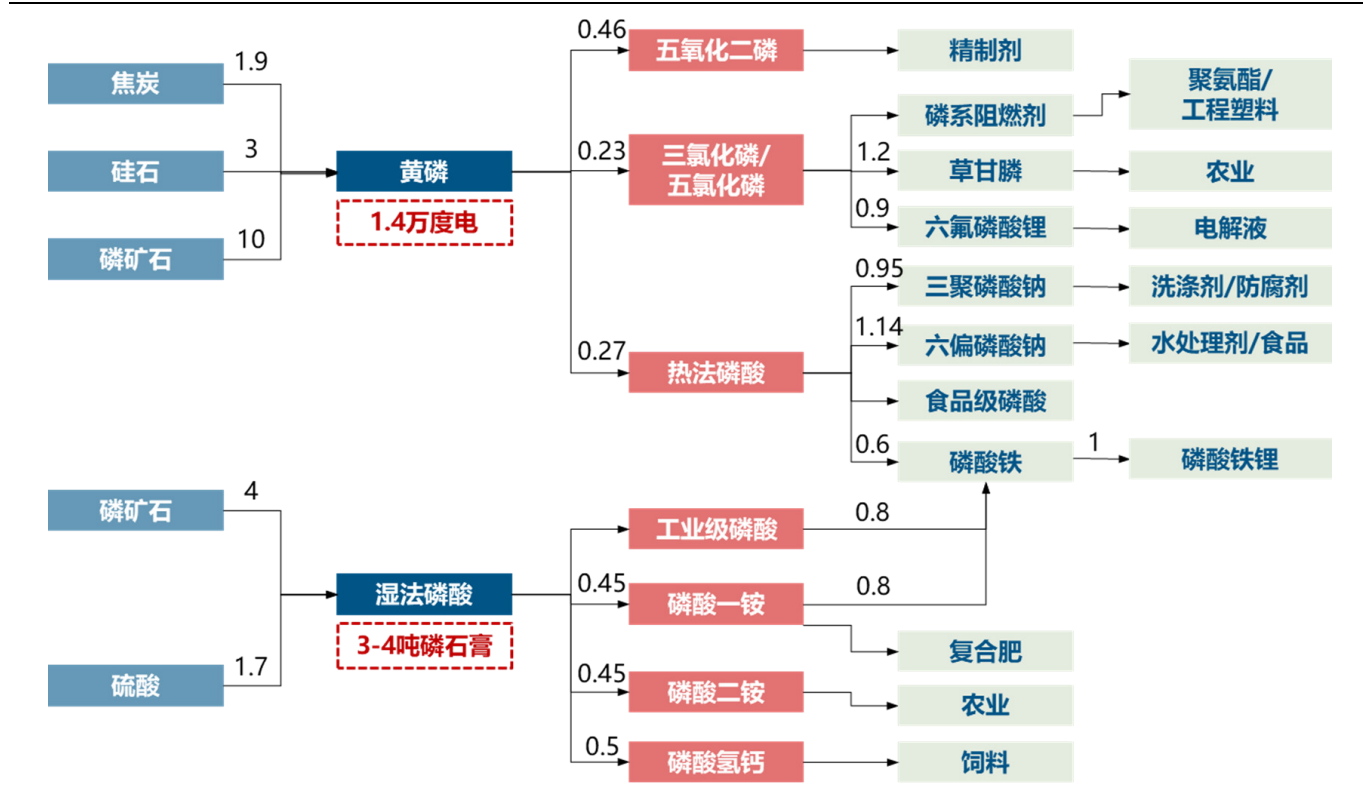 焦炭
1.9
硅石
3
磷矿石
10
黄磷
1.4万度电
0.46
五氧化二磷
精制剂
0.23
三氯化磷/
五氯化磷
磷系阻燃剂
聚氨酯/
工程塑料
1.2
草甘膦
农业
0.9
六氟磷酸锂
电解液
0.27
热法磷酸
0.95
三聚磷酸钠
洗涤剂/防腐剂
1.14
六偏磷酸钠
水处理剂/食品
食品级磷酸
0.6
磷酸铁
1
磷酸铁锂
磷矿石
4
硫酸
1.7
湿法磷酸
3-4吨磷石膏
工业级磷酸
0.8
0.45
磷酸一铵
0.8
复合肥
0.45
磷酸二铵
农业
0.5
磷酸氢钙
饲料